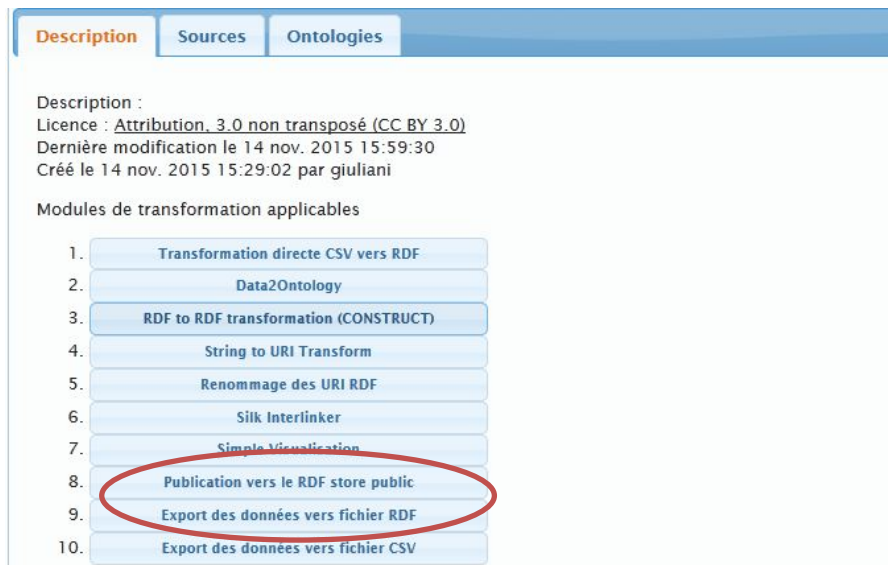 Description Sources Ontologies
Description :
Licence : Attribution, 3.0 non transposé (CC BY 3.0)
Dernière modification le 14 nov. 2015 15:59:30
Créé le 14 nov. 2015 15:29:02 par giuliani
Modules de transformation applicables
1. Transformation directe CSV vers RDF
2. Data2Ontology
3. RDF to RDF transformation (CONSTRUCT)
4. String to URI Transform
5. Renommage des URI RDF
6. Silk Interlinker
7. Simple Visualisation
8. Publication vers le RDF store public
9. Export des données vers fichier RDF
10. Export des données vers fichier CSV